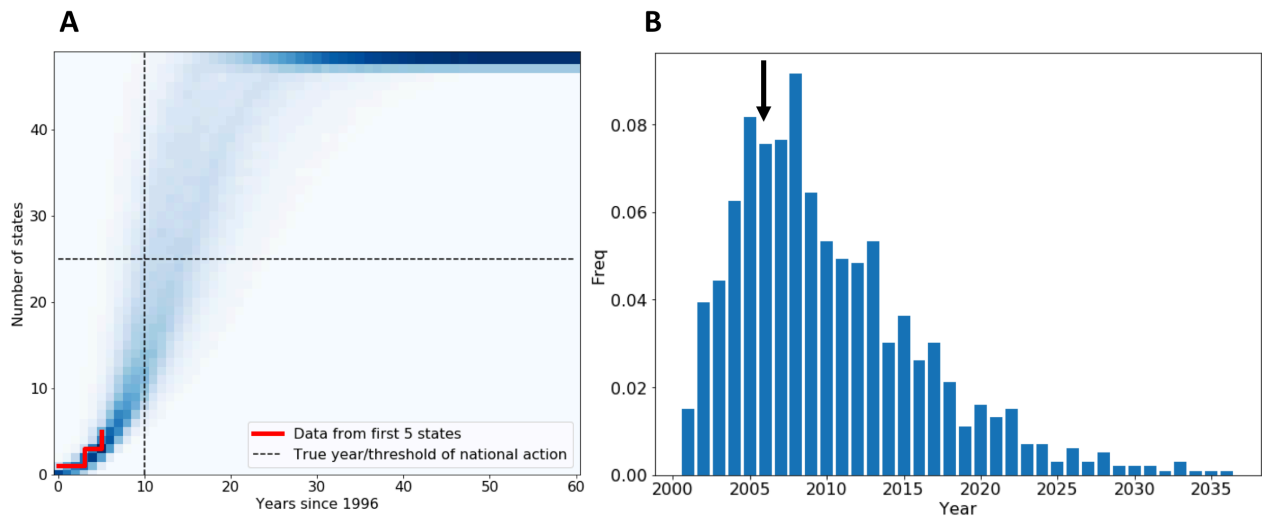 A
B
Number of states
40
30
20
10
0
Data from first 5 states
True year/threshold of national action
0 10 20 30 40 50 60
Years since 1996
Freq
0.08
0.06
0.04
0.02
0.00
2000 2005 2010 2015 2020 2025 2030 2035
Year